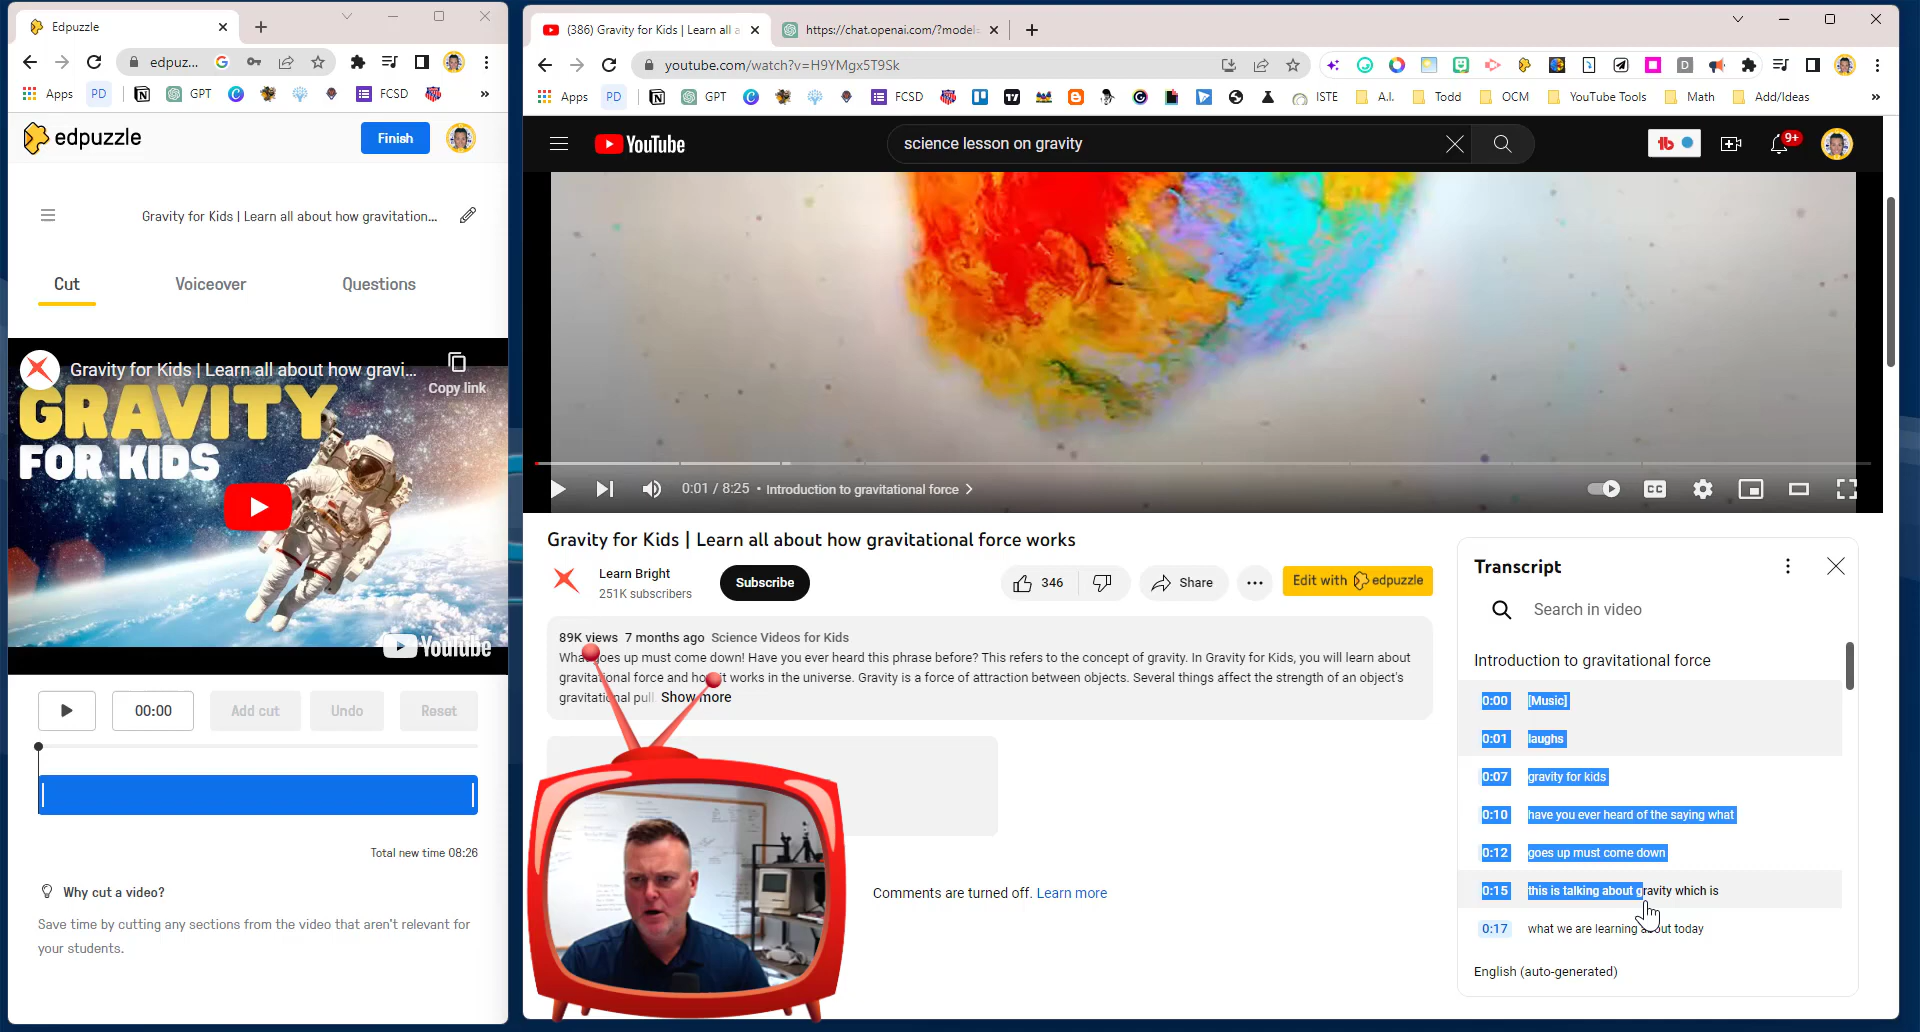 Edpuzzle
edpuz...
Apps
PD
GPT
FCSD
»
edpuzzle
Finish
Gravity for Kids | Learn all about how gravitation...
Cut
Voiceover
Questions
Gravity for Kids | Learn all about how gravi...
Copy link
GRAVITY
FOR KIDS
YouTube
00:00
Add cut
Undo
Reset
Total new time 08:26
Why cut a video?
Save time by cutting any sections from the video that aren't relevant for
your students.
(386) Gravity for Kids | Learn all a
https://chat.openai.com/?model=
youtube.com/watch?v=H9YMgx5T9Sk
Apps
PD
GPT
FCSD
ISTE
A.I.
Todd
OCM
YouTube Tools
Math
Add/Ideas
»
YouTube
science lesson on gravity
9+
0:01 / 8:25 • Introduction to gravitational force >
CC
Gravity for Kids | Learn all about how gravitational force works
Learn Bright
251K subscribers
Subscribe
346
Share
Edit with edpuzzle
89K views 7 months ago Science Videos for Kids
What goes up must come down! Have you ever heard this phrase before? This refers to the concept of gravity. In Gravity for Kids, you will learn about
gravitational force and how it works in the universe. Gravity is a force of attraction between objects. Several things affect the strength of an object's
gravitational pull Show more
Comments are turned off. Learn more
Transcript
Search in video
Introduction to gravitational force
0:00 [Music]
0:01 laughs
0:07 gravity for kids
0:10 have you ever heard of the saying what
0:12 goes up must come down
0:15 this is talking about gravity which is
0:17 what we are learning about today
English (auto-generated)